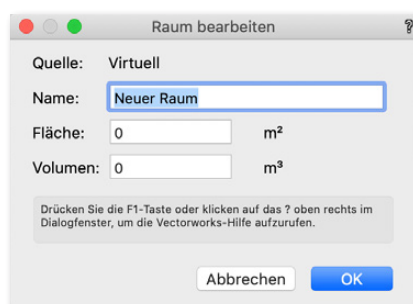 Raum bearbeiten ?
Quelle: Virtuell
Name: Neuer Raum
Fläche: 0 m²
Volumen: 0 m³
Drücken Sie die F1-Taste oder klicken auf das ? oben rechts im
Dialogfenster, um die Vectorworks-Hilfe aufzurufen.
Abbrechen OK